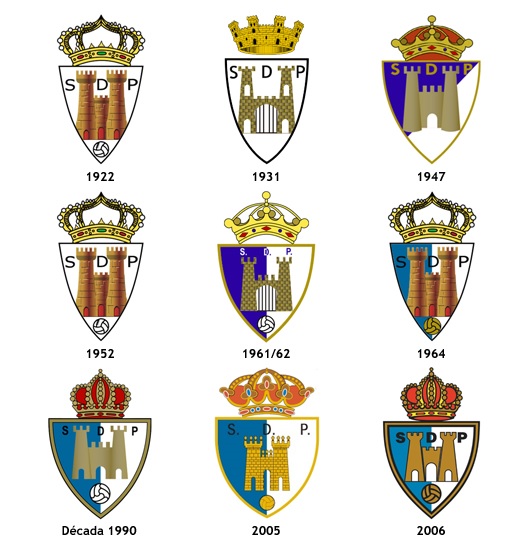 S D P
S D P
S D P
1922
1931
1947
S D P
S. D. P.
S D P
1952
1961/62
1964
S D P
S. D. P.
S D P
Década 1990
2005
2006